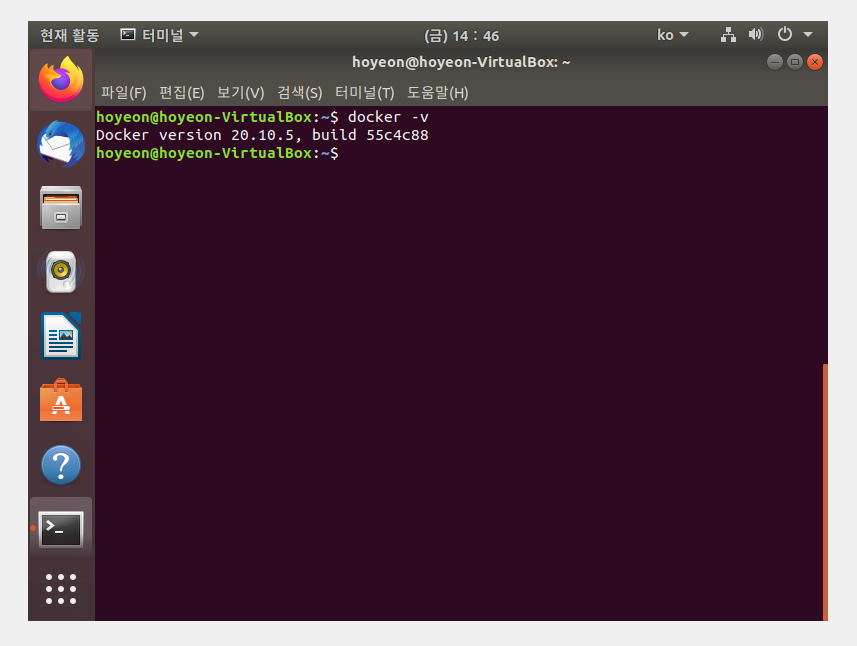 현재 활동 터미널 (금) 14 : 46 ko
hoyeon@hoyeon-VirtualBox: ~
파일(F) 편집(E) 보기(V) 검색(S) 터미널(T) 도움말(H)
hoyeon@hoyeon-VirtualBox:~$ docker -v
Docker version 20.10.5, build 55c4c88
hoyeon@hoyeon-VirtualBox:~$